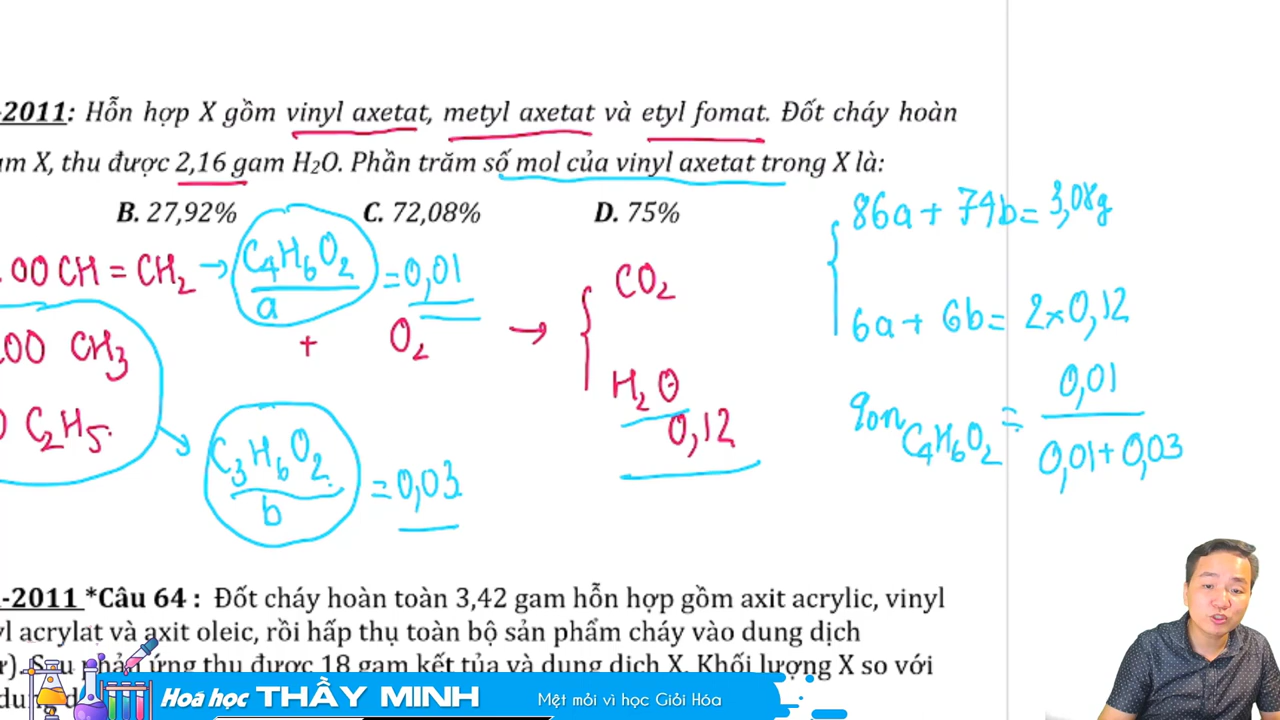 -2011: Hỗn hợp X gồm vinyl axetat, metyl axetat và etyl fomat. Đốt cháy hoàn
am X, thu được 2,16 gam H₂O. Phần trăm số mol của vinyl axetat trong X là:
B. 27,92% C. 72,08% D. 75%
86a + 74b = 3,08g
6a + 6b = 2×0,12
OOCH = CH₂ → C₄H₆O₂ = 0,01
a
+ O₂ → CO₂
H₂O
0,12
OO CH₃
O C₂H₅
C₃H₆O₂ = 0,03
b
%n C₄H₆O₂ = 0,01
0,01 + 0,03
-2011 *Câu 64 : Đốt cháy hoàn toàn 3,42 gam hỗn hợp gồm axit acrylic, vinyl
yl acrylat và axit oleic, rồi hấp thụ toàn bộ sản phẩm cháy vào dung dịch
r). Sau phản ứng thu được 18 gam kết tủa và dung dịch X. Khối lượng X so với
Hoá học THẦY MINH Mệt mỏi vì học Giỏi Hóa